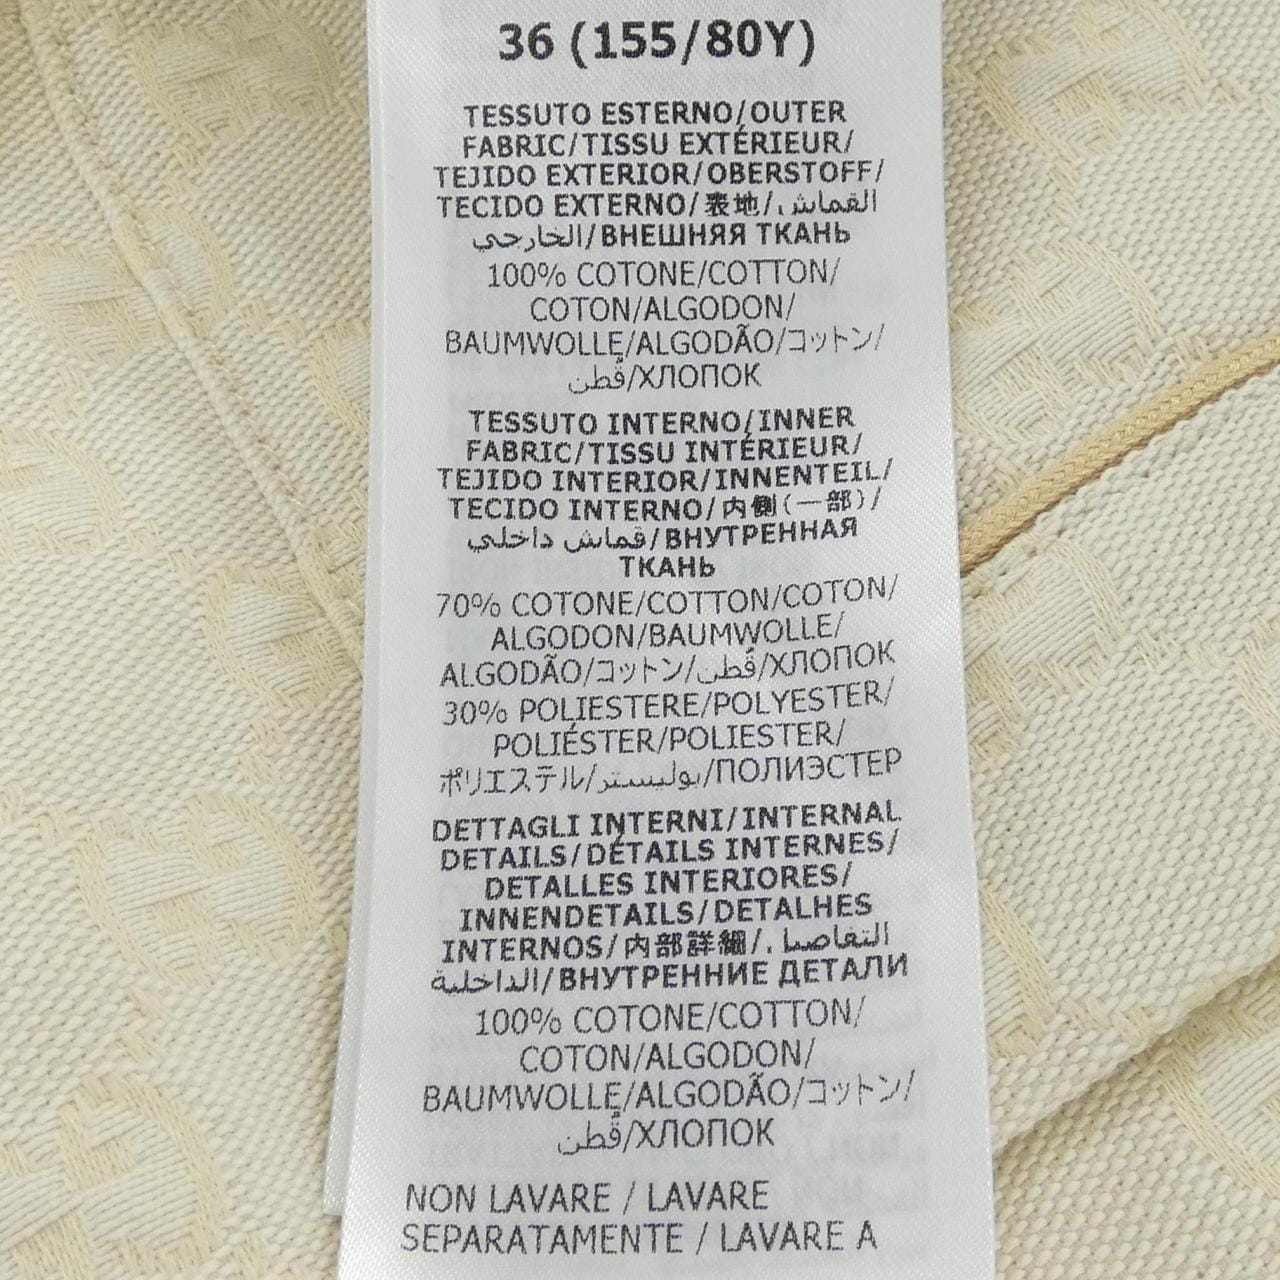 36 (155/80Y)
TESSUTO ESTERNO/OUTER
FABRIC/TISSU EXTÉRIEUR/
TEJIDO EXTERIOR/OBERSTOFF/
TECIDO EXTERNO/表地/القماش
الخارجي/ВНЕШНЯЯ ТКАНЬ
100% COTONE/COTTON/
COTON/ALGODON/
BAUMWOLLE/ALGODÃO/コットン/
قُطن/ХЛОПОК
TESSUTO INTERNO/INNER
FABRIC/TISSU INTÉRIEUR/
TEJIDO INTERIOR/INNENTEIL/
TECIDO INTERNO/内側(一部)/
قماش داخلي/ВНУТРЕННАЯ
ТКАНЬ
70% COTONE/COTTON/COTON/
ALGODON/BAUMWOLLE/
ALGODÃO/コットン/قُطن/ХЛОПОК
30% POLIESTERE/POLYESTER/
POLIÉSTER/POLIESTER/
ポリエステル/بوليستر/ПОЛИЭСТЕР
DETTAGLI INTERNI/INTERNAL
DETAILS/DÉTAILS INTERNES/
DETALLES INTERIORES/
INNENDETAILS/DETALHES
INTERNOS/内部詳細/التفاصيل
الداخلية/ВНУТРЕННИЕ ДЕТАЛИ
100% COTONE/COTTON/
COTON/ALGODON/
BAUMWOLLE/ALGODÃO/コットン/
قُطن/ХЛОПОК
NON LAVARE / LAVARE
SEPARATAMENTE / LAVARE A